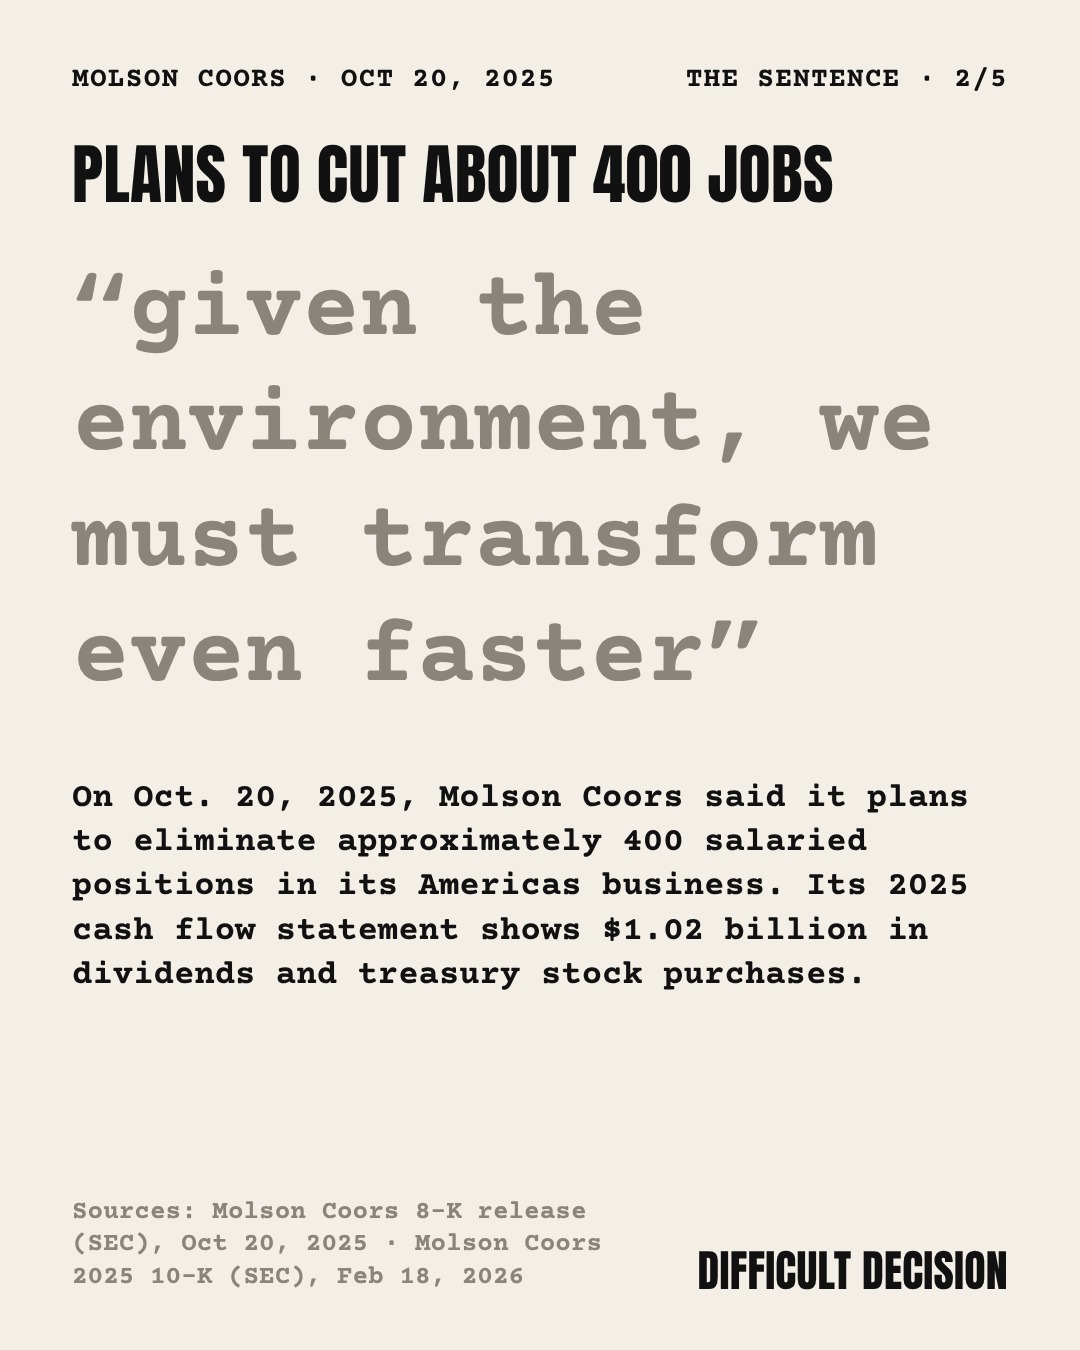 MOLSON COORS · OCT 20, 2025
THE SENTENCE · 2/5
PLANS TO CUT ABOUT 400 JOBS
“given the
environment, we
must transform
even faster”
On Oct. 20, 2025, Molson Coors said it plans
to eliminate approximately 400 salaried
positions in its Americas business. Its 2025
cash flow statement shows $1.02 billion in
dividends and treasury stock purchases.
Sources: Molson Coors 8-K release
(SEC), Oct 20, 2025 · Molson Coors
2025 10-K (SEC), Feb 18, 2026
DIFFICULT DECISION